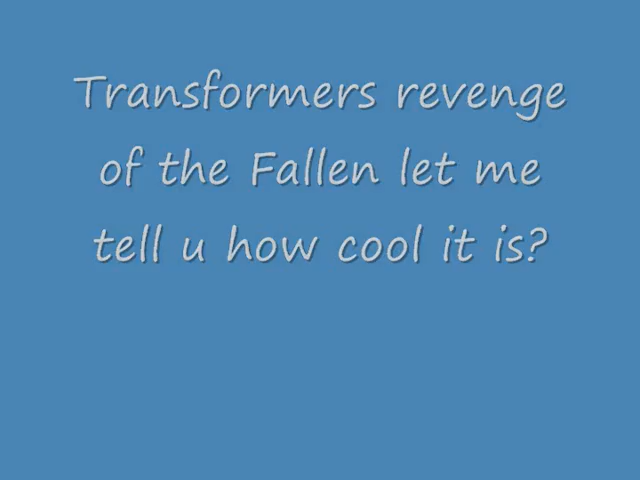 Transformers revenge
of the Fallen let me
tell u how cool it is?